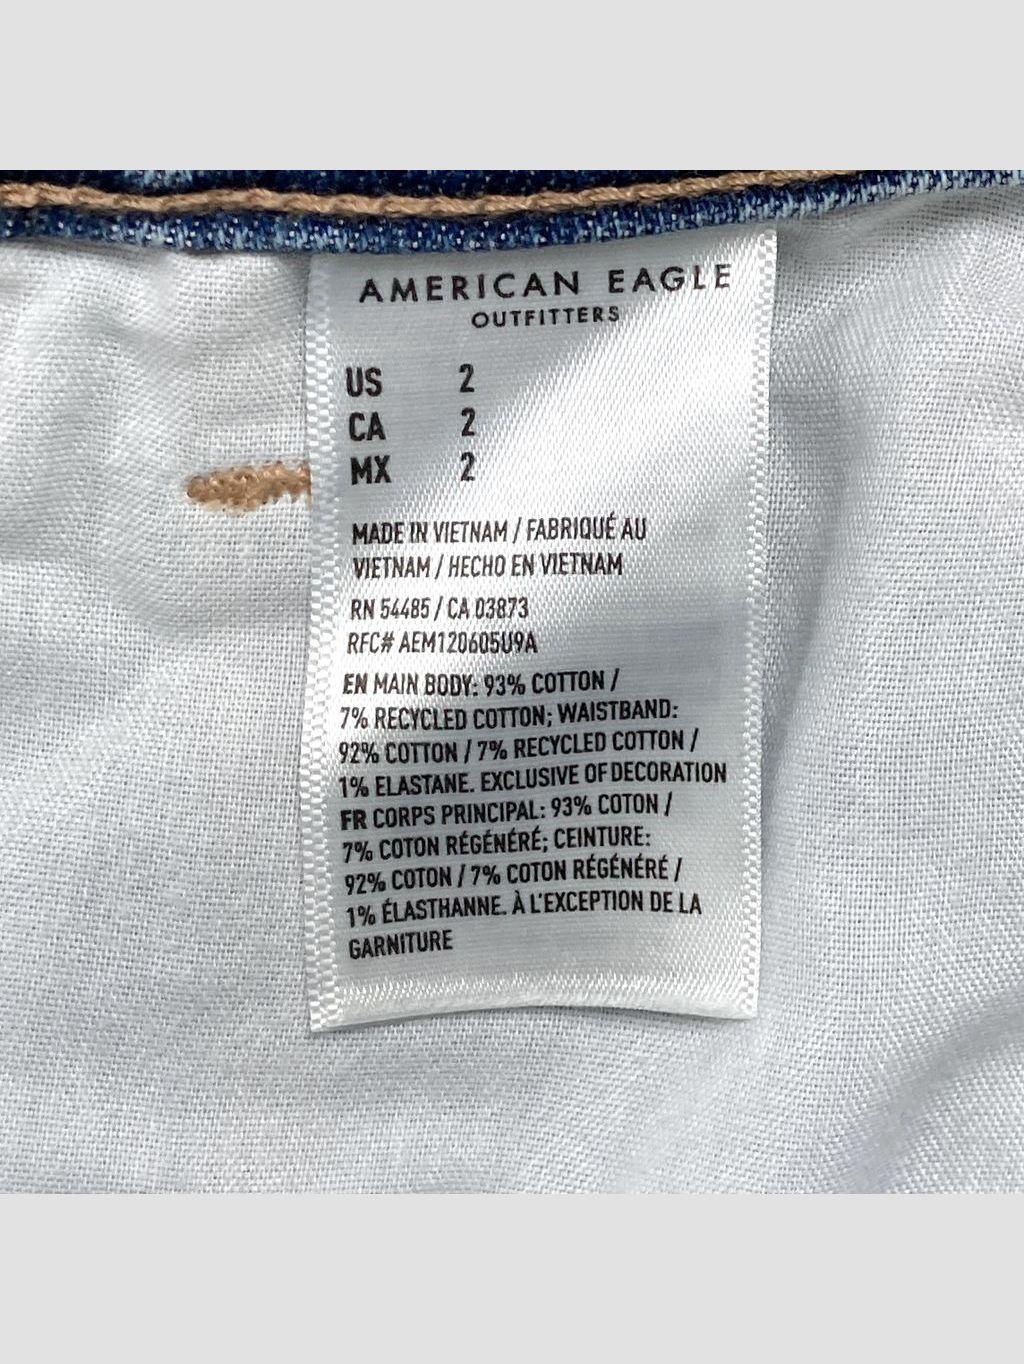 AMERICAN EAGLE
OUTFITTERS
US 2
CA 2
MX 2
MADE IN VIETNAM / FABRIQUÉ AU
VIETNAM / HECHO EN VIETNAM
RN 54485 / CA 03873
RFC# AEM120605U9A
EN MAIN BODY: 93% COTTON /
7% RECYCLED COTTON; WAISTBAND:
92% COTTON / 7% RECYCLED COTTON /
1% ELASTANE. EXCLUSIVE OF DECORATION
FR CORPS PRINCIPAL: 93% COTON /
7% COTON RÉGÉNÉRÉ; CEINTURE:
92% COTON / 7% COTON RÉGÉNÉRÉ /
1% ÉLASTHANNE. À L'EXCEPTION DE LA
GARNITURE